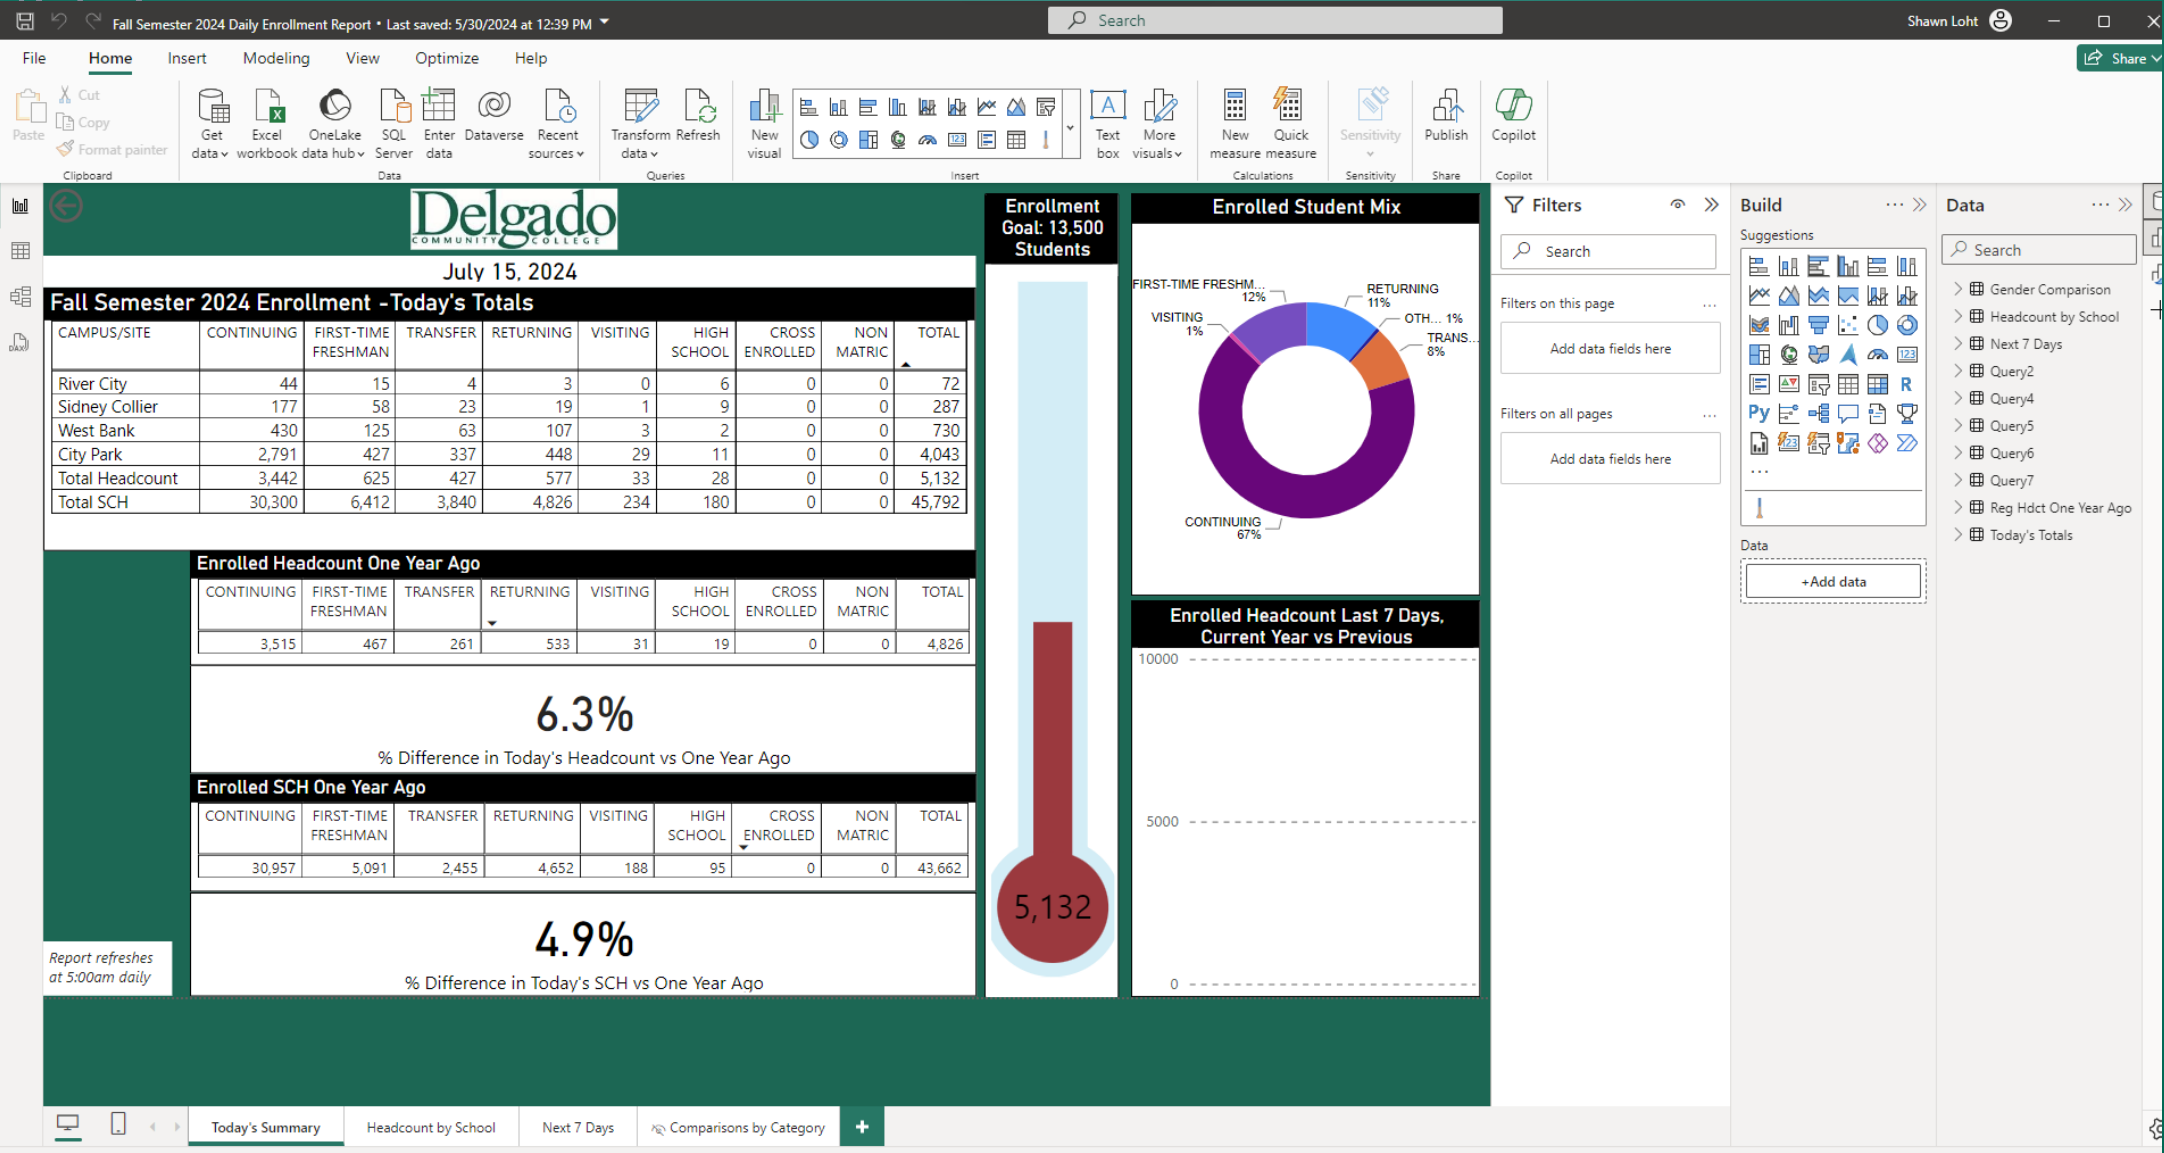 Fall Semester 2024 Daily Enrollment Report • Last saved: 5/30/2024 at 12:39 PM
Search
Shawn Loht
File
Home
Insert
Modeling
View
Optimize
Help
Share
Paste
Cut
Copy
Format painter
Clipboard
Get data
Excel workbook
OneLake data hub
SQL Server
Enter data
Dataverse
Recent sources
Data
Transform data
Refresh
Queries
New visual
Text box
More visuals
Insert
New measure
Quick measure
Calculations
Sensitivity
Sensitivity
Publish
Share
Copilot
Copilot
Delgado
COMMUNITY COLLEGE
July 15, 2024
Fall Semester 2024 Enrollment -Today's Totals
CAMPUS/SITE CONTINUING FIRST-TIME FRESHMAN TRANSFER RETURNING VISITING HIGH SCHOOL CROSS ENROLLED NON MATRIC TOTAL
River City 44 15 4 3 0 6 0 0 72
Sidney Collier 177 58 23 19 1 9 0 0 287
West Bank 430 125 63 107 3 2 0 0 730
City Park 2,791 427 337 448 29 11 0 0 4,043
Total Headcount 3,442 625 427 577 33 28 0 0 5,132
Total SCH 30,300 6,412 3,840 4,826 234 180 0 0 45,792
Enrolled Headcount One Year Ago
CONTINUING FIRST-TIME FRESHMAN TRANSFER RETURNING VISITING HIGH SCHOOL CROSS ENROLLED NON MATRIC TOTAL
3,515 467 261 533 31 19 0 0 4,826
6.3%
% Difference in Today's Headcount vs One Year Ago
Enrolled SCH One Year Ago
CONTINUING FIRST-TIME FRESHMAN TRANSFER RETURNING VISITING HIGH SCHOOL CROSS ENROLLED NON MATRIC TOTAL
30,957 5,091 2,455 4,652 188 95 0 0 43,662
4.9%
% Difference in Today's SCH vs One Year Ago
Report refreshes
at 5:00am daily
Enrollment
Goal: 13,500
Students
5,132
Enrolled Student Mix
FIRST-TIME FRESHM...
12%
RETURNING
11%
VISITING
1%
OTH... 1%
TRANS...
8%
CONTINUING
67%
Enrolled Headcount Last 7 Days,
Current Year vs Previous
10000
5000
0
Filters
Search
Filters on this page
Add data fields here
Filters on all pages
Add data fields here
Build
Suggestions
123
R
Py
Data
+Add data
Data
Search
Gender Comparison
Headcount by School
Next 7 Days
Query2
Query4
Query5
Query6
Query7
Reg Hdct One Year Ago
Today's Totals
Today's Summary
Headcount by School
Next 7 Days
Comparisons by Category